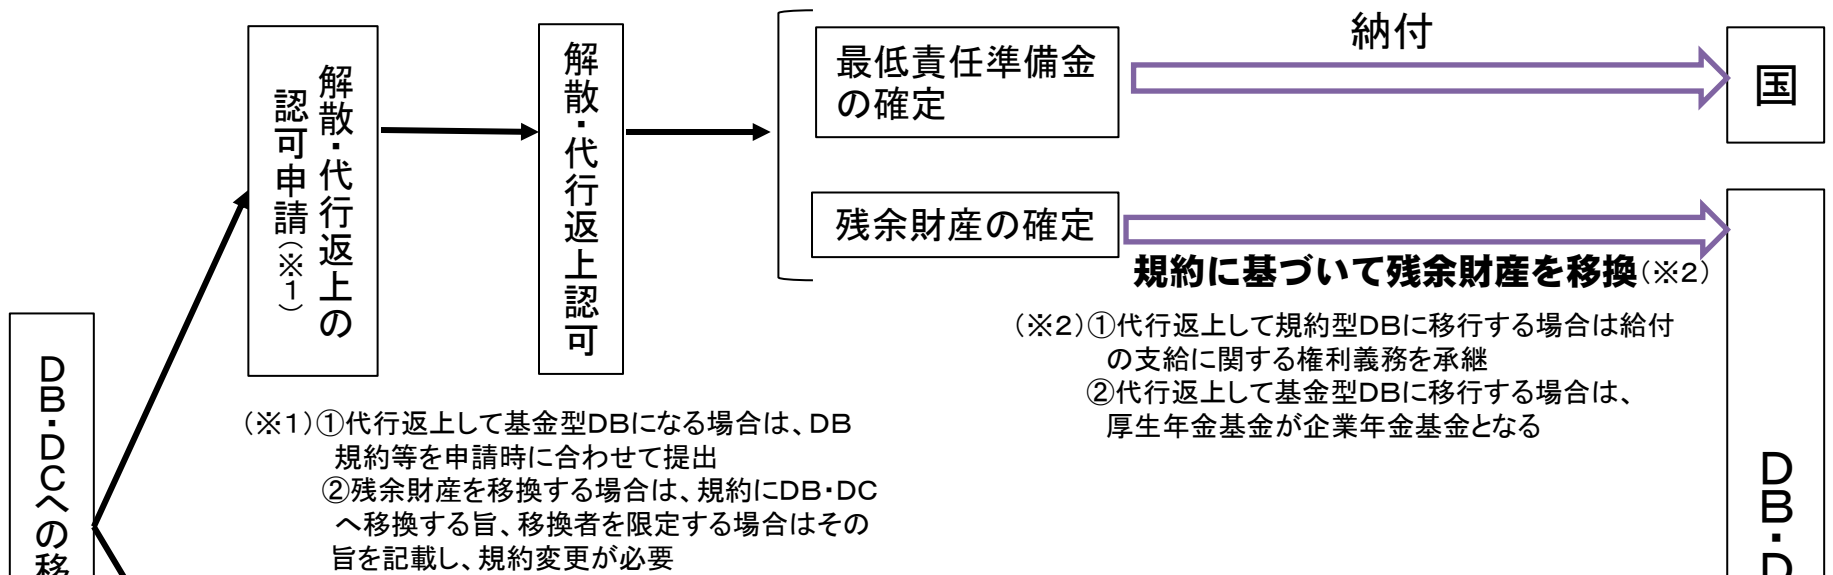 解散・代行返上の
認可申請(※1)
解散・代行返上認可
最低責任準備金
の確定
納付
国
残余財産の確定
規約に基づいて残余財産を移換(※2)
(※2)①代行返上して規約型DBに移行する場合は給付
の支給に関する権利義務を承継
②代行返上して基金型DBに移行する場合は、
厚生年金基金が企業年金基金となる
(※1)①代行返上して基金型DBになる場合は、DB
規約等を申請時に合わせて提出
②残余財産を移換する場合は、規約にDB・DC
へ移換する旨、移換者を限定する場合はその
旨を記載し、規約変更が必要
DB・DCへの移
DB・D